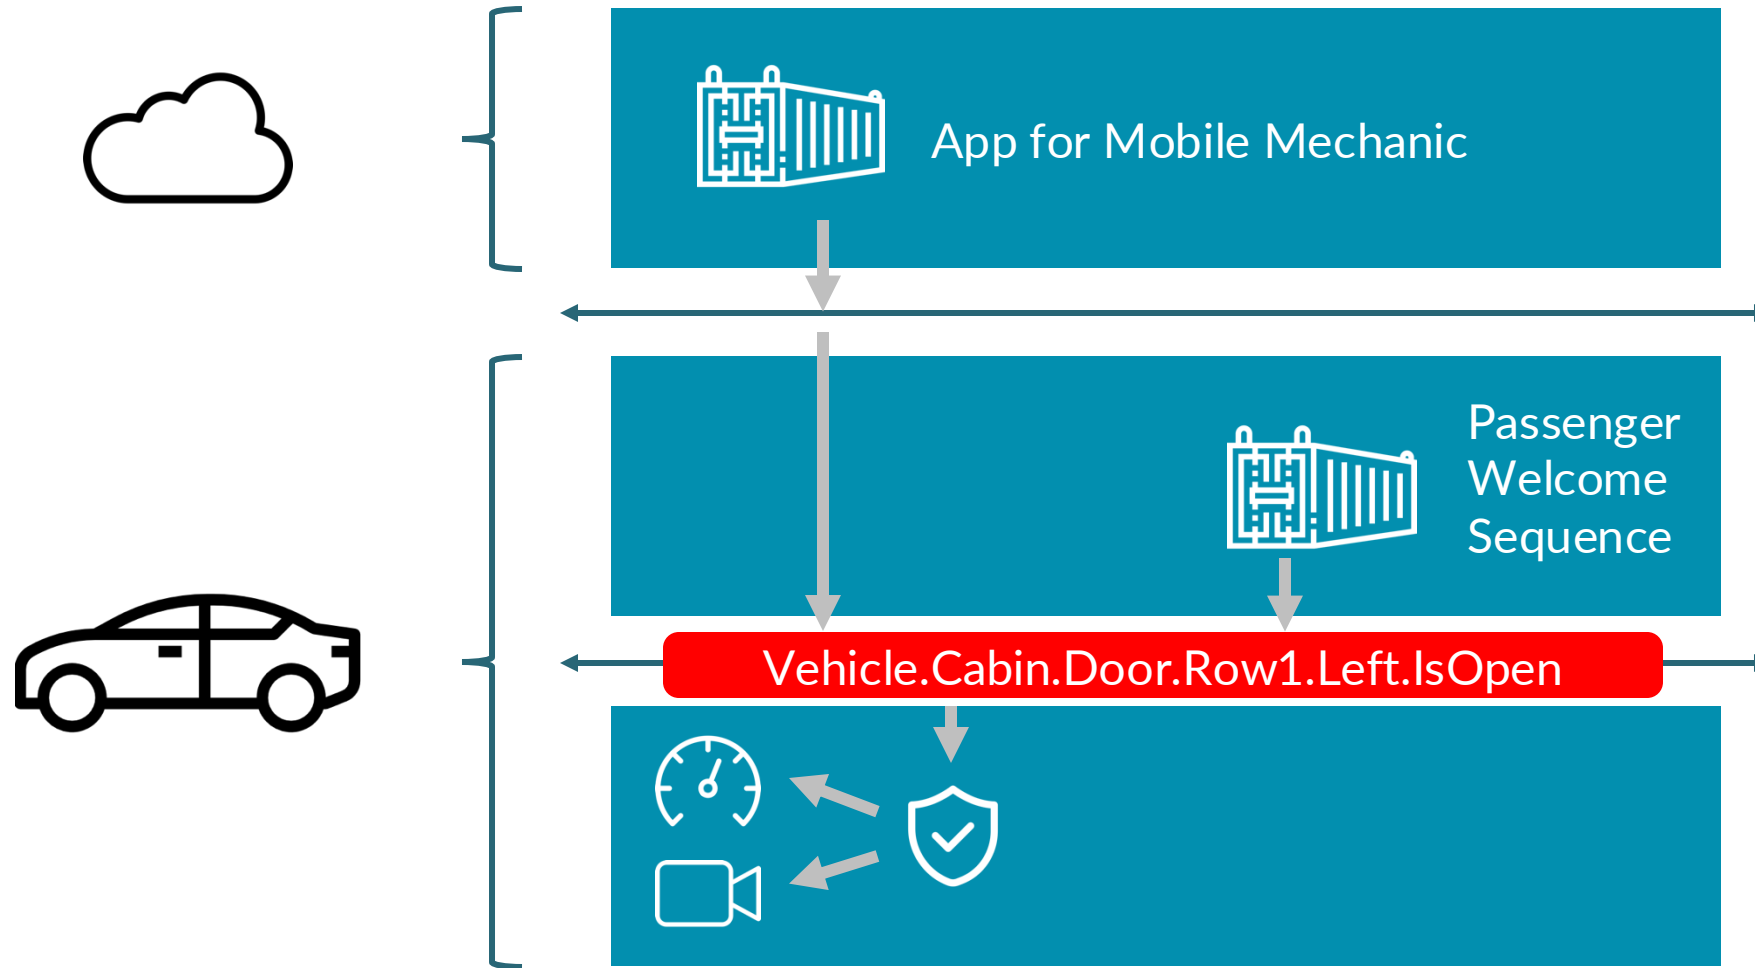 App for Mobile Mechanic
Passenger
Welcome
Sequence
Vehicle.Cabin.Door.Row1.Left.IsOpen